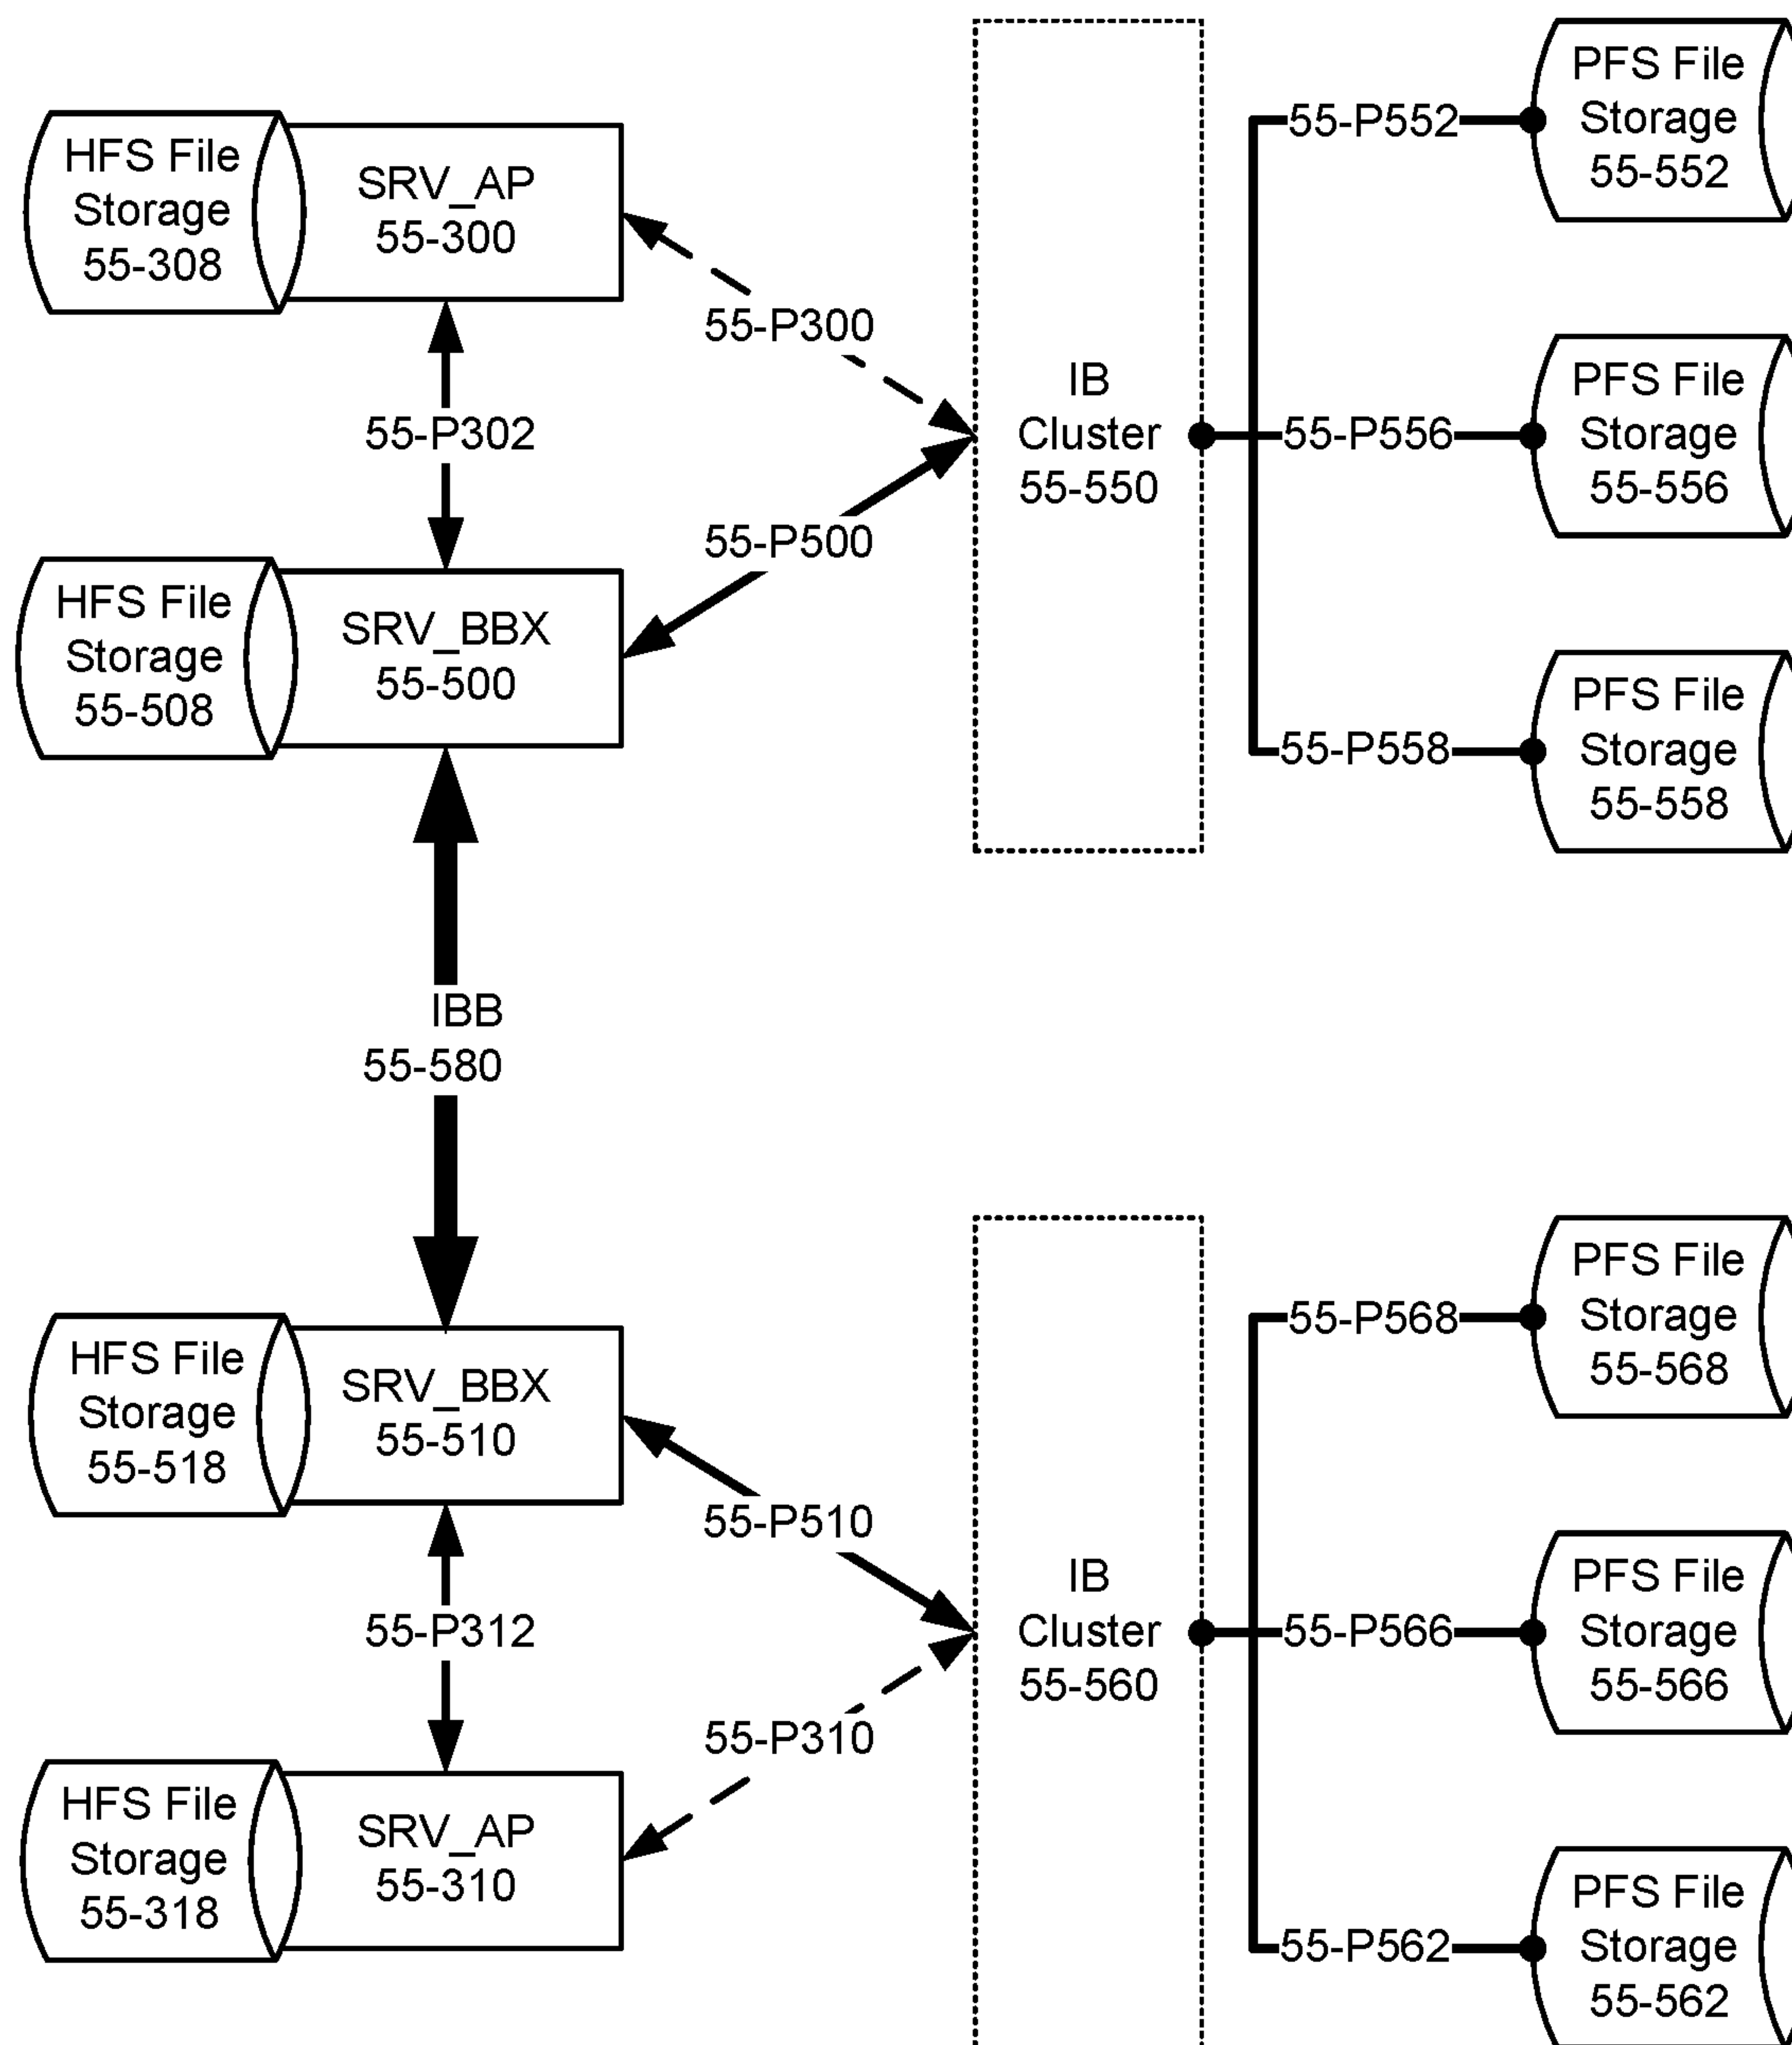 HFS File
Storage
55-308
SRV_AP
55-300
55-P300
55-P302
HFS File
Storage
55-508
SRV_BBX
55-500
55-P500
IB
Cluster
55-550
55-P552
PFS File
Storage
55-552
55-P556
PFS File
Storage
55-556
55-P558
PFS File
Storage
55-558
IBB
55-580
HFS File
Storage
55-518
SRV_BBX
55-510
55-P510
55-P312
HFS File
Storage
55-318
SRV_AP
55-310
55-P310
IB
Cluster
55-560
55-P568
PFS File
Storage
55-568
55-P566
PFS File
Storage
55-566
55-P562
PFS File
Storage
55-562